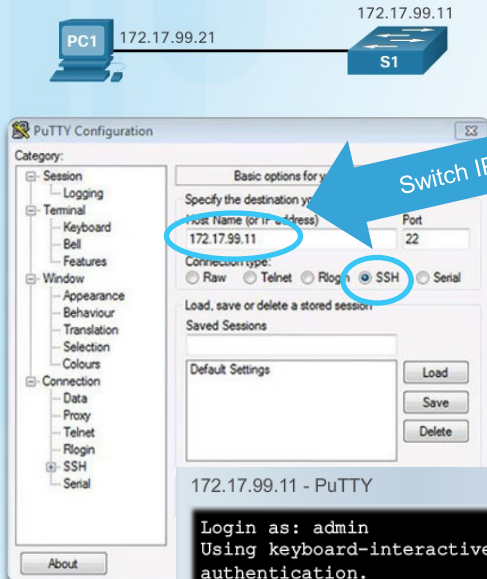 172.17.99.11
PC1 172.17.99.21
S1
PuTTY Configuration
Category:
Session
Logging
Terminal
Keyboard
Bell
Features
Window
Appearance
Behaviour
Translation
Selection
Colours
Connection
Data
Proxy
Telnet
Rlogin
SSH
Serial
About
Basic options for
Switch
Specify the destination
Host Name (or IP address) Port
172.17.99.11 22
Connection type:
Raw Telnet Rlogin SSH Serial
Load, save or delete a stored session
Saved Sessions
Default Settings
Load
Save
Delete
172.17.99.11 - PuTTY
Login as: admin
Using keyboard-interactive
authentication.